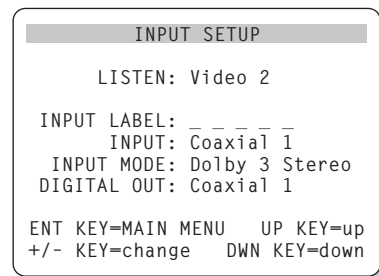 INPUT SETUP
LISTEN: Video 2
INPUT LABEL: _ _ _ _ _
INPUT: Coaxial 1
INPUT MODE: Dolby 3 Stereo
DIGITAL OUT: Coaxial 1
ENT KEY=MAIN MENU UP KEY=up
+/- KEY=change DWN KEY=down